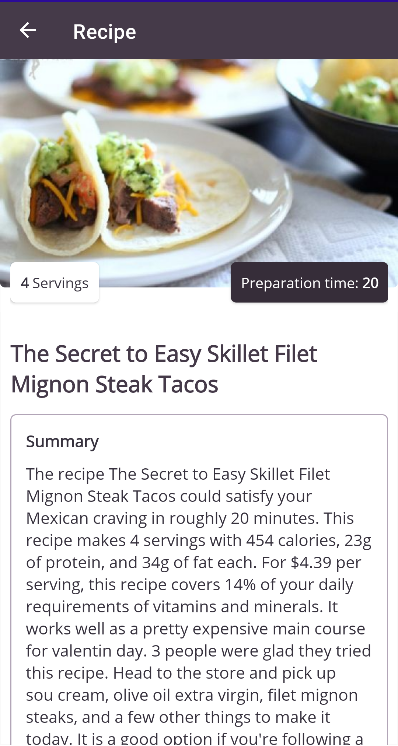 Recipe
4 Servings
Preparation time: 20
The Secret to Easy Skillet Filet
Mignon Steak Tacos
Summary
The recipe The Secret to Easy Skillet Filet
Mignon Steak Tacos could satisfy your
Mexican craving in roughly 20 minutes. This
recipe makes 4 servings with 454 calories, 23g
of protein, and 34g of fat each. For $4.39 per
serving, this recipe covers 14% of your daily
requirements of vitamins and minerals. It
works well as a pretty expensive main course
for valentin day. 3 people were glad they tried
this recipe. Head to the store and pick up
sou cream, olive oil extra virgin, filet mignon
steaks, and a few other things to make it
today. It is a good option if you're following a